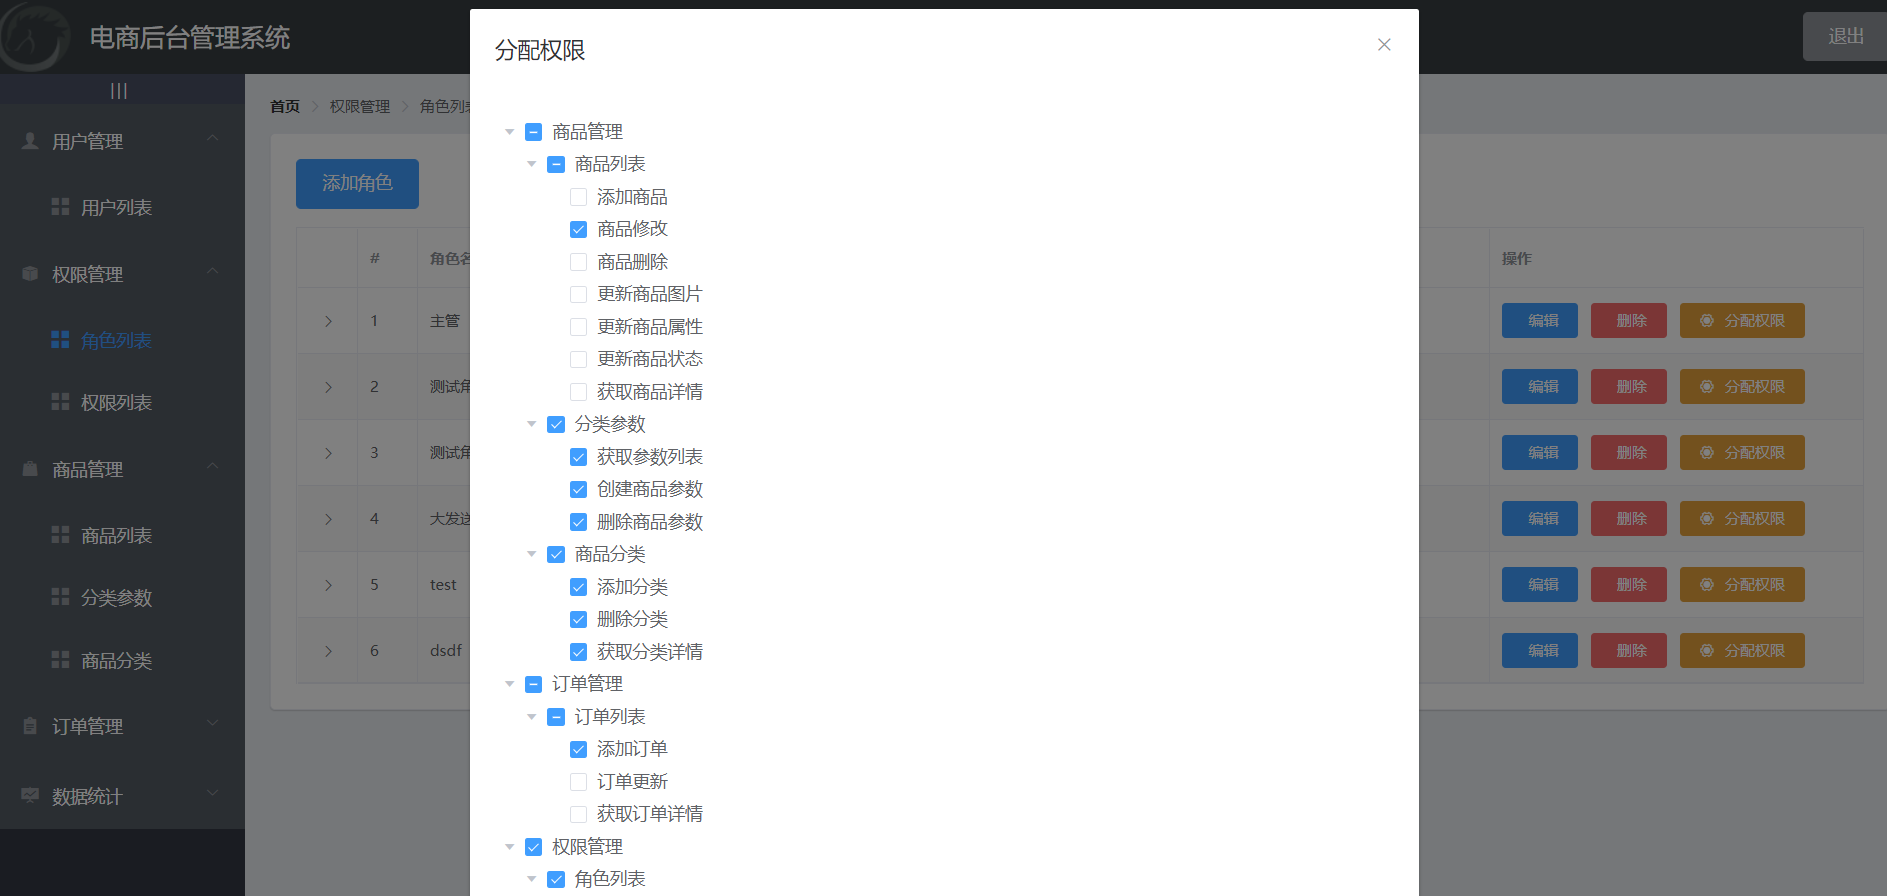 电商后台管理系统
退出
|||
用户管理
用户列表
权限管理
角色列表
权限列表
商品管理
商品列表
分类参数
商品分类
订单管理
数据统计
首页 权限管理 角色列表
添加角色
# 角色名 操作
1 主管 编辑 删除 分配权限
2 测试角 编辑 删除 分配权限
3 测试角 编辑 删除 分配权限
4 大发送 编辑 删除 分配权限
5 test 编辑 删除 分配权限
6 dsdf 编辑 删除 分配权限
分配权限
商品管理
商品列表
添加商品
商品修改
商品删除
更新商品图片
更新商品属性
更新商品状态
获取商品详情
分类参数
获取参数列表
创建商品参数
删除商品参数
商品分类
添加分类
删除分类
获取分类详情
订单管理
订单列表
添加订单
订单更新
获取订单详情
权限管理
角色列表